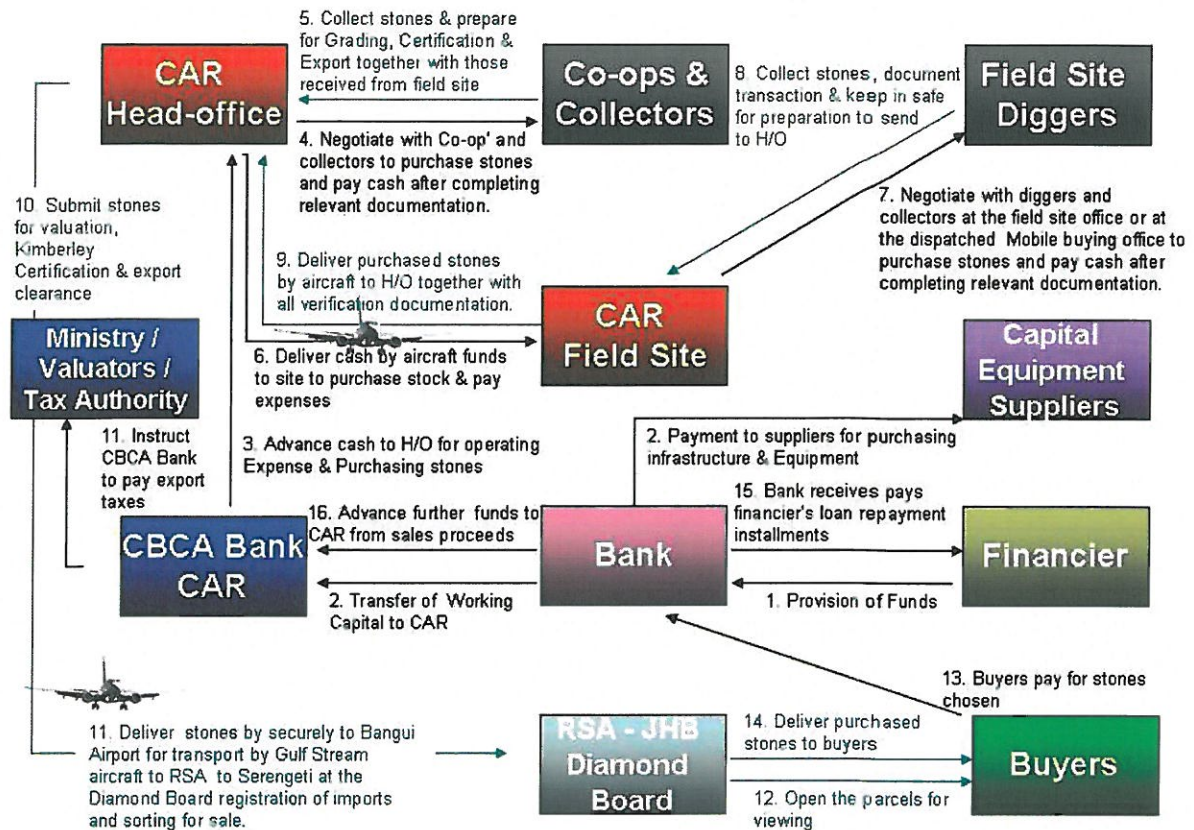 5. Collect stones & prepare
for Grading, Certification &
Export together with those
received from field site
CAR
Head-office
Co-ops &
Collectors
8. Collect stones, document
transaction & keep in safe
for preparation to send
to H/O
Field Site
Diggers
4. Negotiate with Co-op' and
collectors to purchase stones
and pay cash after completing
relevant documentation.
7. Negotiate with diggers and
collectors at the field site office or at
the dispatched Mobile buying office to
purchase stones and pay cash after
completing relevant documentation.
10. Submit stones
for valuation,
Kimberley
Certification & export
clearance
9. Deliver purchased stones
by aircraft to H/O together with
all verification documentation.
CAR
Field Site
Ministry /
Valuators /
Tax Authority
6. Deliver cash by aircraft funds
to site to purchase stock & pay
expenses
Capital
Equipment
Suppliers
11. Instruct
CBCA Bank
to pay export
taxes
3. Advance cash to H/O for operating
Expense & Purchasing stones
2. Payment to suppliers for purchasing
infrastructure & Equipment
CBCA Bank
CAR
16. Advance further funds to
CAR from sales proceeds
Bank
15. Bank receives pays
financier's loan repayment
installments
Financier
2. Transfer of Working
Capital to CAR
1. Provision of Funds
13. Buyers pay for stones
chosen
11. Deliver stones by securely to Bangui
Airport for transport by Gulf Stream
aircraft to RSA to Serengeti at the
Diamond Board registration of imports
and sorting for sale.
RSA - JHB
Diamond
Board
14. Deliver purchased
stones to buyers
12. Open the parcels for
viewing
Buyers